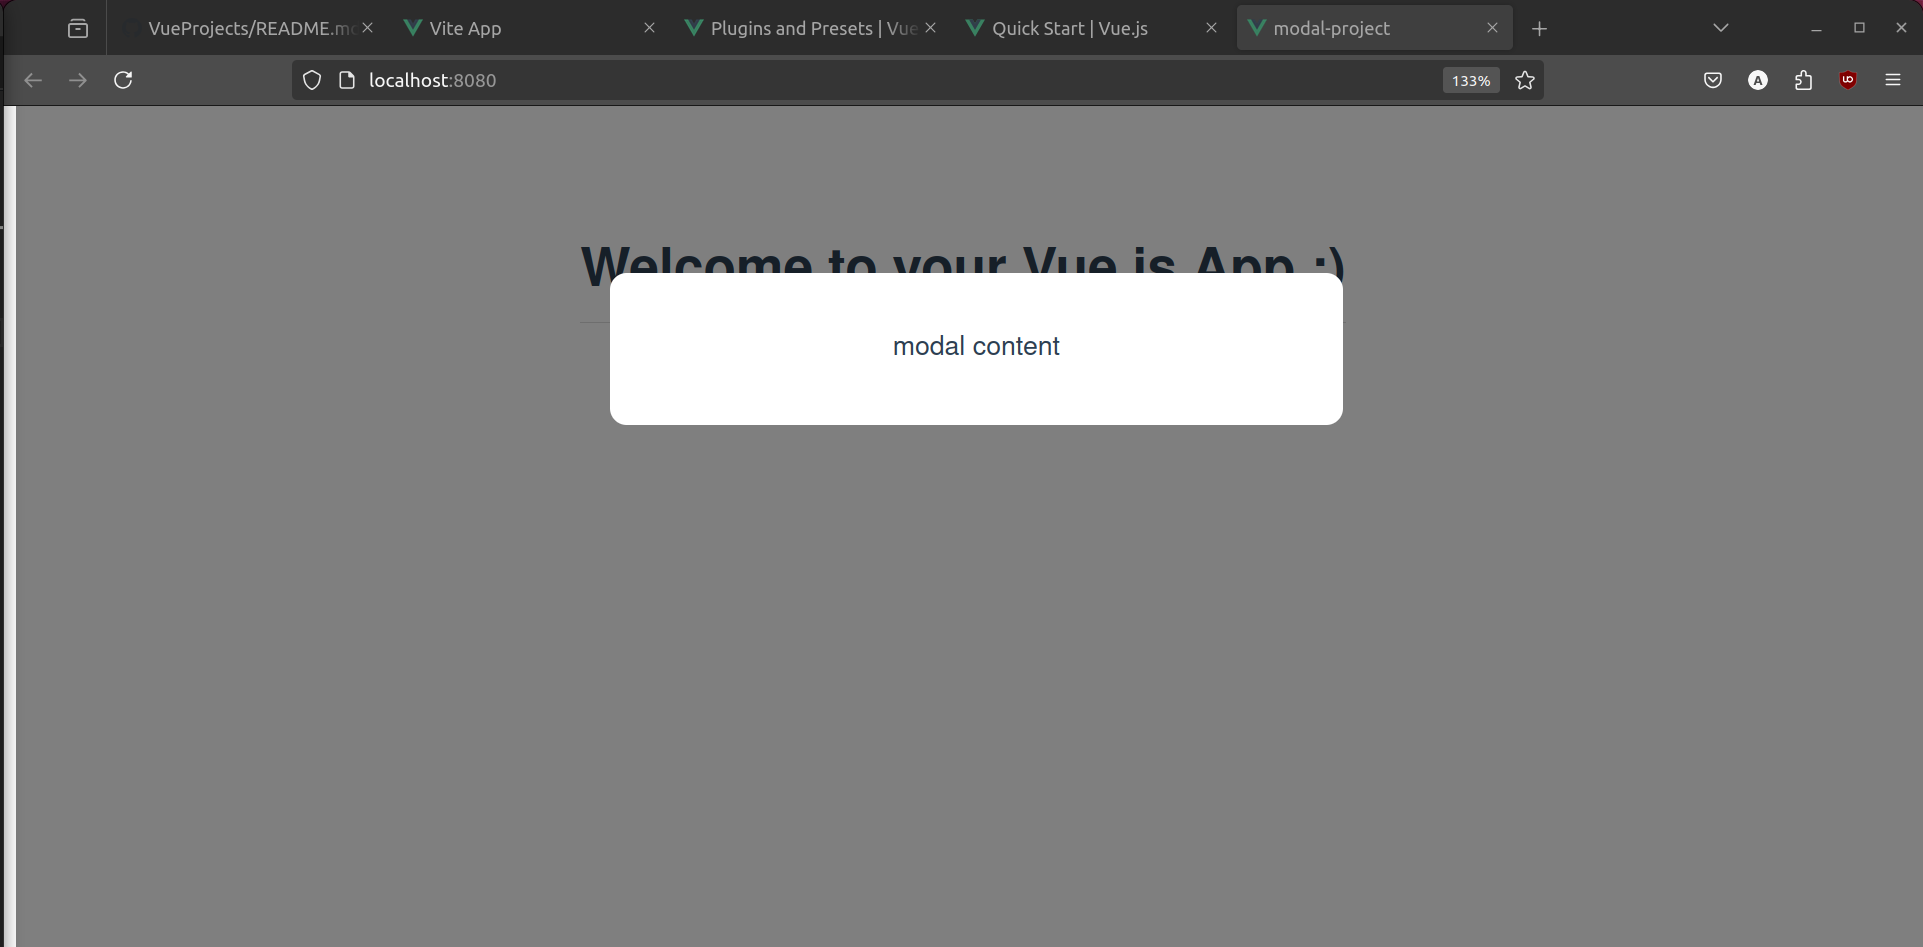 VueProjects/README.md
Vite App
Plugins and Presets | Vue
Quick Start | Vue.js
modal-project
localhost:8080
133%
A
Welcome to your Vue.js App :)
modal content